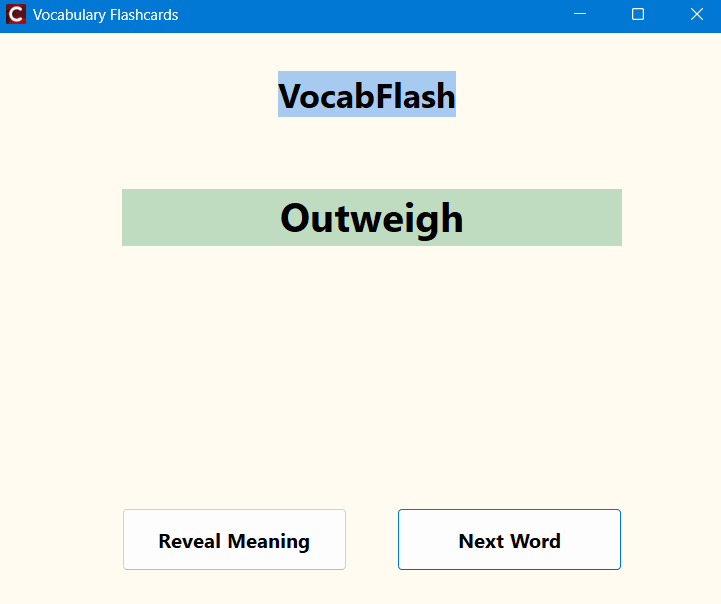 Vocabulary Flashcards
VocabFlash
Outweigh
Reveal Meaning
Next Word